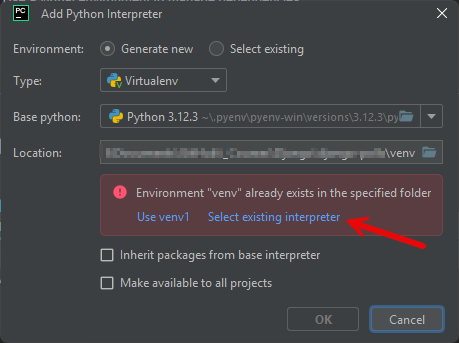 PC
Add Python Interpreter
Environment: Generate new Select existing
Type: Virtualenv
Base python: Python 3.12.3 ~\.pyenv\pyenv-win\versions\3.12.3\py
Location: \venv
Environment "venv" already exists in the specified folder
Use venv1 Select existing interpreter
Inherit packages from base interpreter
Make available to all projects
OK Cancel